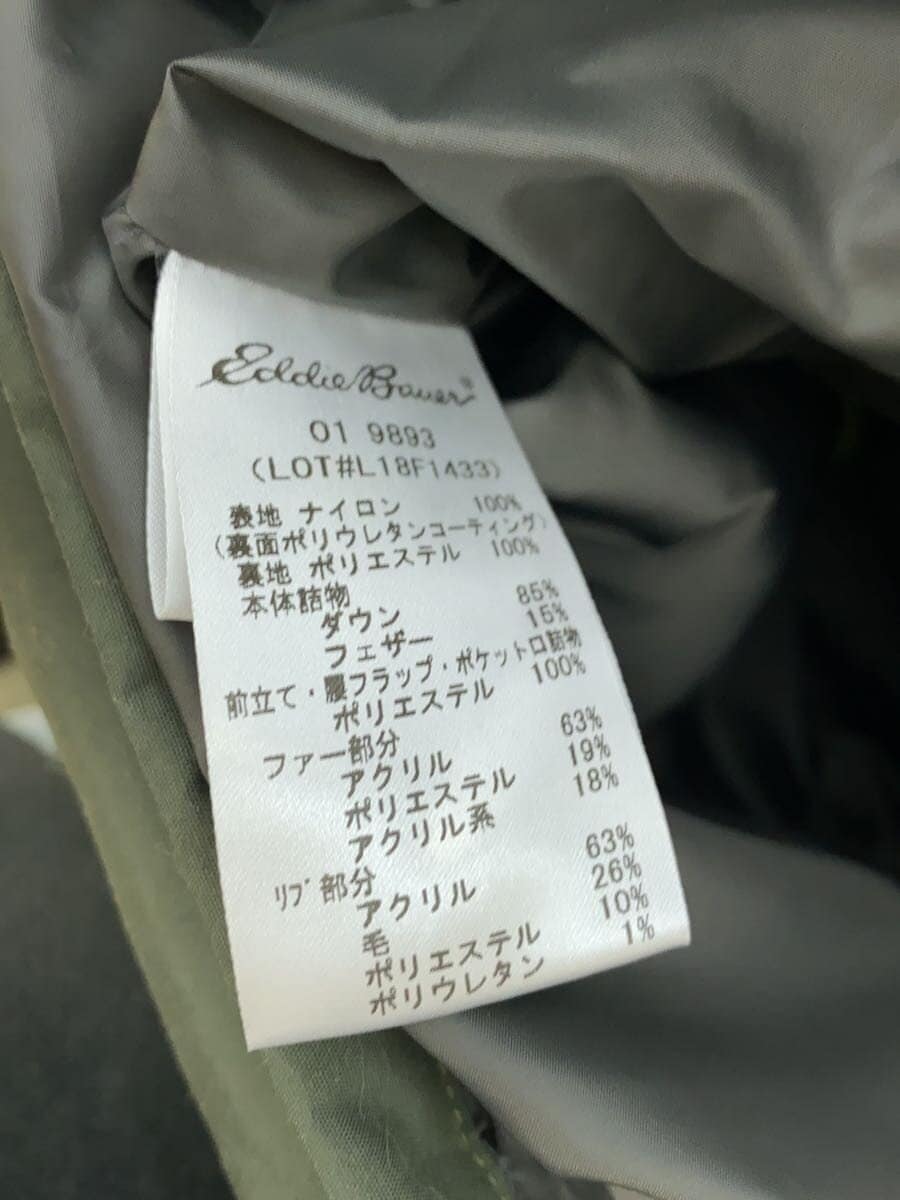 Eddie Bauer®
01 9893
(LOT#L18F1433)
表地 ナイロン 100%
(裏面ポリウレタンコーティング)
裏地 ポリエステル 100%
本体詰物
ダウン 85%
フェザー 15%
前立て・腰フラップ・ポケット口詰物
ポリエステル 100%
ファー部分
アクリル 63%
ポリエステル 19%
アクリル系 18%
リブ部分
アクリル 63%
毛 26%
ポリエステル 10%
ポリウレタン 1%